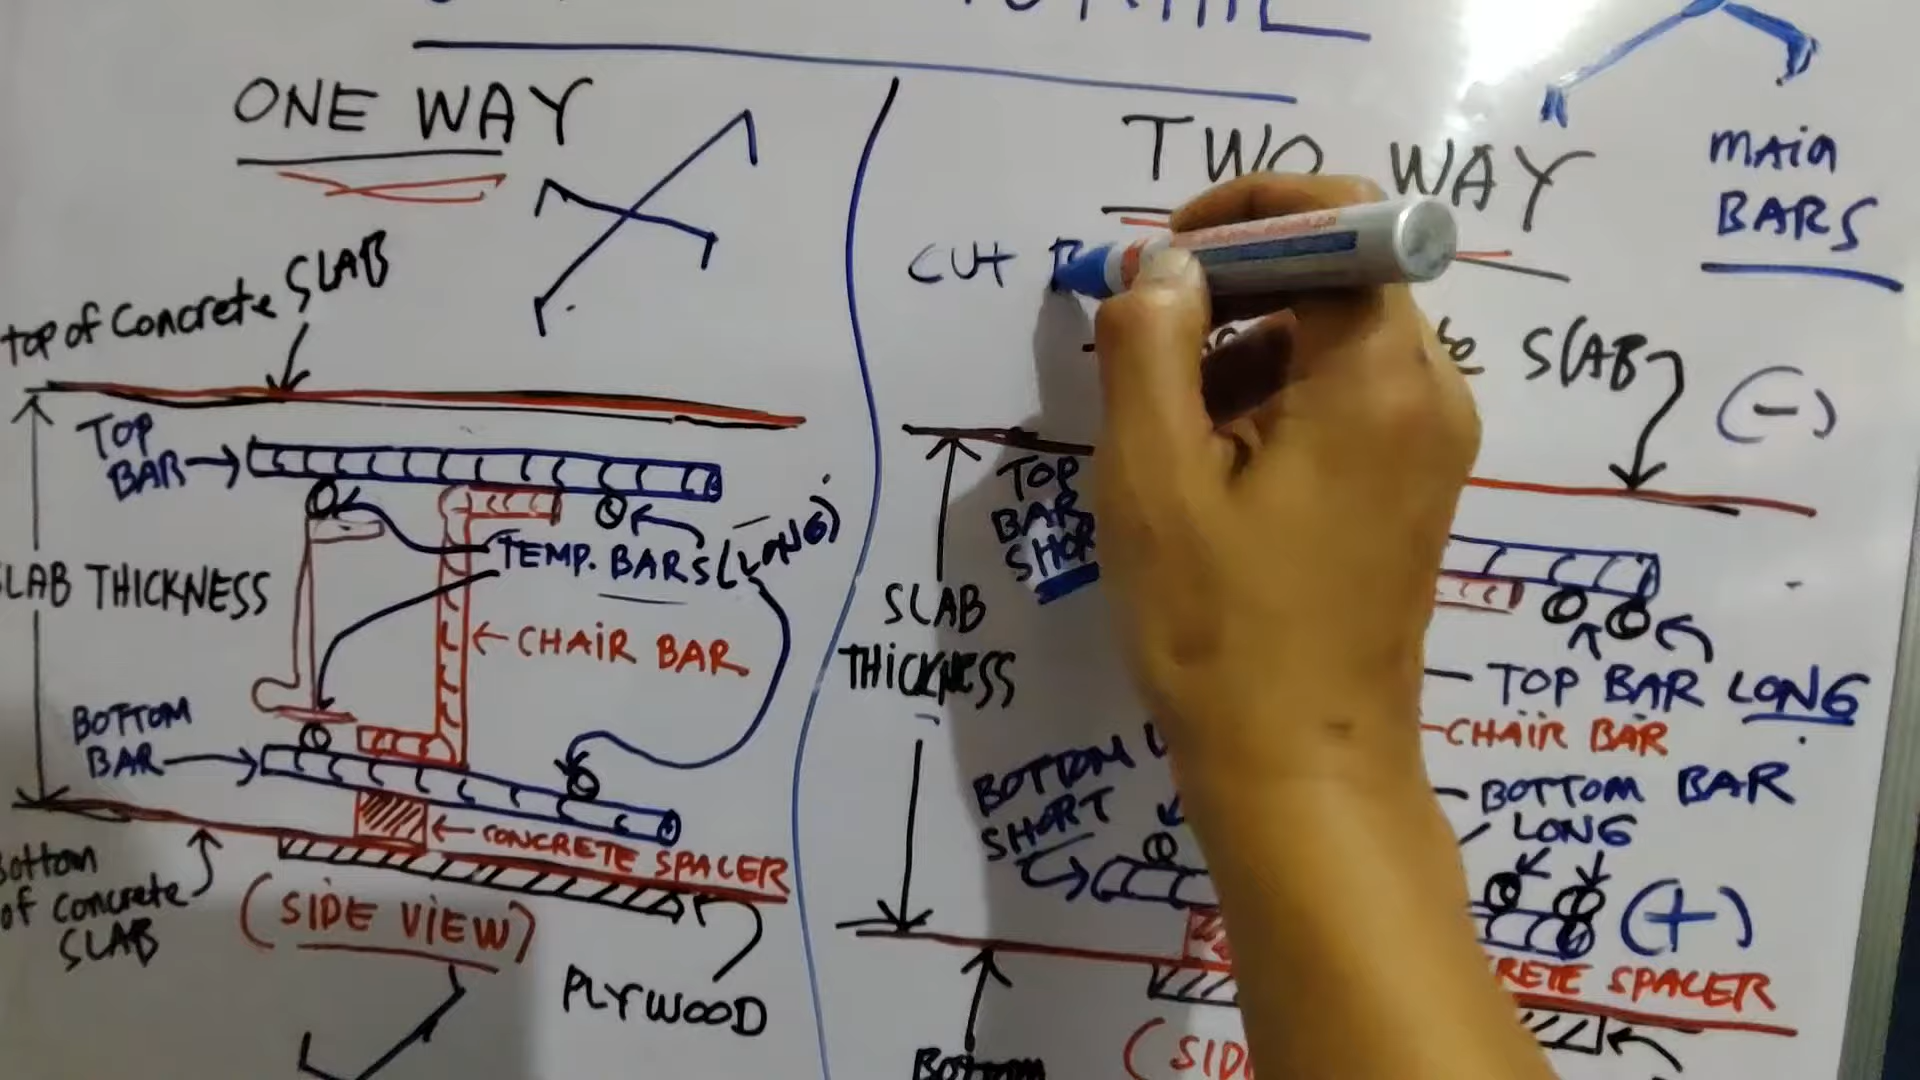 ONE WAY
TWO WAY
MAiN
BARS
CUT B
top of Concrete SLAB
SLAB
(-)
TOP
BAR
TOP
BAR
SHOR
TEMP. BARS (LONG)
SLAB THICKNESS
CHAiR BAR
SLAB
THiCKNESS
TOP BAR LONG
CHAiR BAR
BOTTOM
BAR
BOTTOM
SHORT
BOTTOM BAR
LONG
(+)
CONCRETE SPACER
CRETE SPACER
Bottom
of Concrete
SLAB
(SIDE ViEW)
PLYWOOD
(SID
Bottom